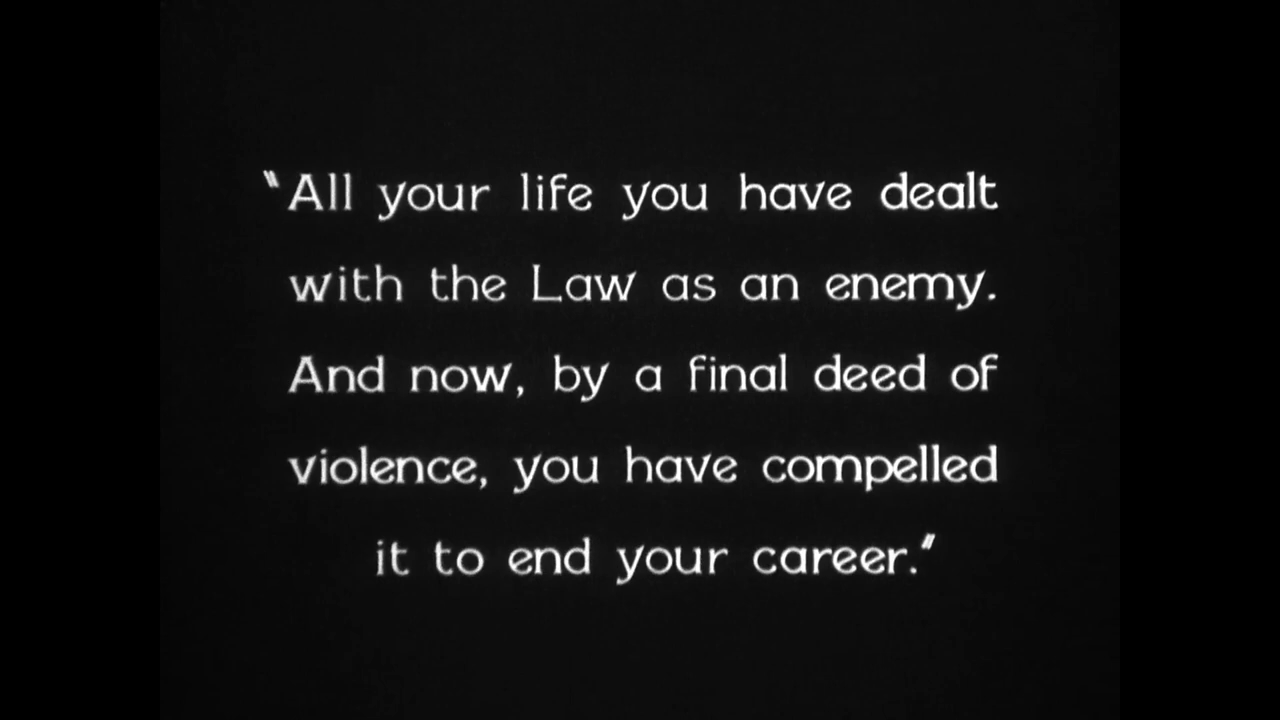 "All your life you have dealt
with the Law as an enemy.
And now, by a final deed of
violence, you have compelled
it to end your career."